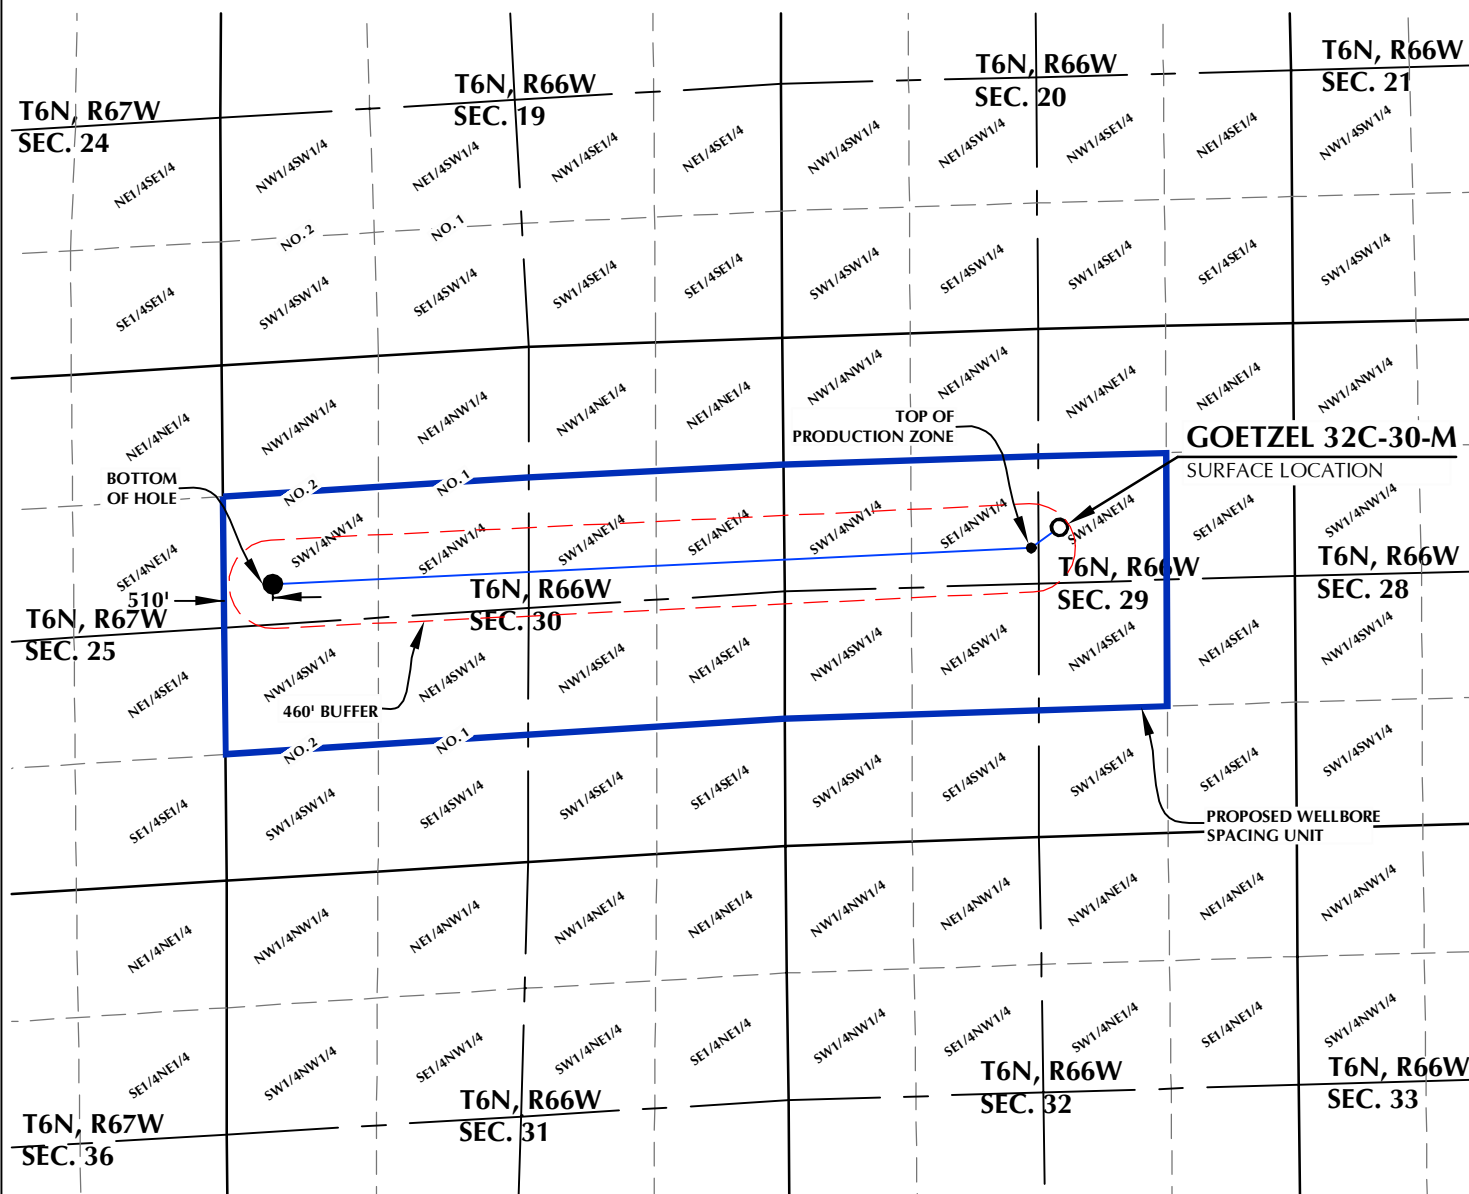 T6N, R66W
SEC. 21
T6N, R66W
SEC. 20
T6N, R66W
SEC. 19
T6N, R67W
SEC. 24
NE1/4SE1/4
NW1/4SW1/4
NE1/4SW1/4
NW1/4SE1/4
NE1/4SE1/4
NW1/4SW1/4
NE1/4SW1/4
NW1/4SE1/4
NE1/4SE1/4
NW1/4SW1/4
NO. 2
NO. 1
SE1/4SE1/4
SW1/4SW1/4
SE1/4SW1/4
SW1/4SE1/4
SE1/4SE1/4
SW1/4SW1/4
SE1/4SW1/4
SW1/4SE1/4
SE1/4SE1/4
SW1/4SW1/4
NE1/4NE1/4
NW1/4NW1/4
NE1/4NW1/4
NW1/4NE1/4
NE1/4NE1/4
NW1/4NW1/4
NE1/4NW1/4
NW1/4NE1/4
NE1/4NE1/4
NW1/4NW1/4
TOP OF
PRODUCTION ZONE
GOETZEL 32C-30-M
SURFACE LOCATION
BOTTOM
OF HOLE
NO. 2
NO. 1
SE1/4NE1/4
SW1/4NW1/4
SE1/4NW1/4
SW1/4NE1/4
SE1/4NE1/4
SW1/4NW1/4
SE1/4NW1/4
SW1/4NE1/4
SE1/4NE1/4
SW1/4NW1/4
510'
T6N, R67W
SEC. 25
T6N, R66W
SEC. 30
T6N, R66W
SEC. 29
T6N, R66W
SEC. 28
NE1/4SE1/4
NW1/4SW1/4
NE1/4SW1/4
NW1/4SE1/4
NE1/4SE1/4
NW1/4SW1/4
NE1/4SW1/4
NW1/4SE1/4
NE1/4SE1/4
NW1/4SW1/4
460' BUFFER
NO. 2
NO. 1
SE1/4SE1/4
SW1/4SW1/4
SE1/4SW1/4
SW1/4SE1/4
SE1/4SE1/4
SW1/4SW1/4
SE1/4SW1/4
SW1/4SE1/4
SE1/4SE1/4
SW1/4SW1/4
PROPOSED WELLBORE
SPACING UNIT
NE1/4NE1/4
NW1/4NW1/4
NE1/4NW1/4
NW1/4NE1/4
NE1/4NE1/4
NW1/4NW1/4
NE1/4NW1/4
NW1/4NE1/4
NE1/4NE1/4
NW1/4NW1/4
SE1/4NE1/4
SW1/4NW1/4
SE1/4NW1/4
SW1/4NE1/4
SE1/4NE1/4
SW1/4NW1/4
SE1/4NW1/4
SW1/4NE1/4
SE1/4NE1/4
SW1/4NW1/4
T6N, R67W
SEC. 36
T6N, R66W
SEC. 31
T6N, R66W
SEC. 32
T6N, R66W
SEC. 33